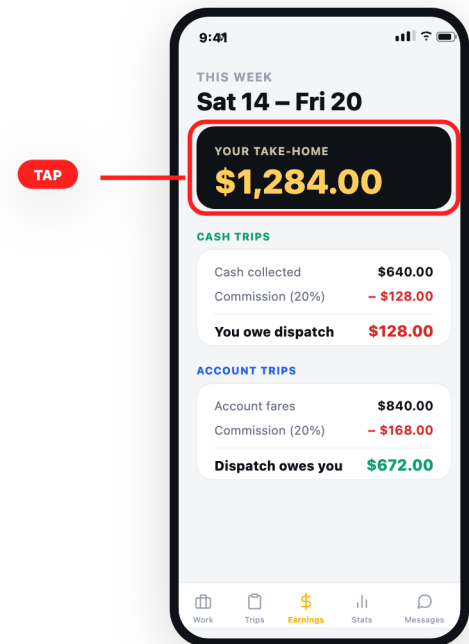 9:41
THIS WEEK
Sat 14 – Fri 20
YOUR TAKE-HOME
TAP
$1,284.00
CASH TRIPS
Cash collected $640.00
Commission (20%) – $128.00
You owe dispatch $128.00
ACCOUNT TRIPS
Account fares $840.00
Commission (20%) – $168.00
Dispatch owes you $672.00
Work Trips Earnings Stats Messages